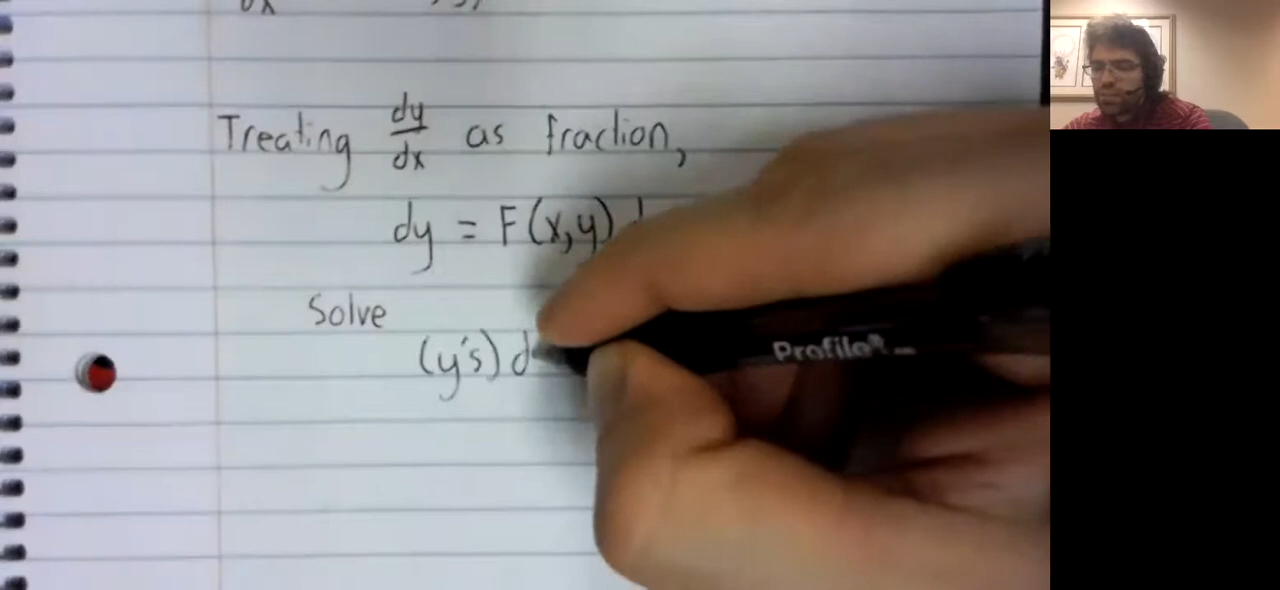 Treating dy/dx as fraction,
dy = F(x,y) d
Solve
(y's) d
Profile